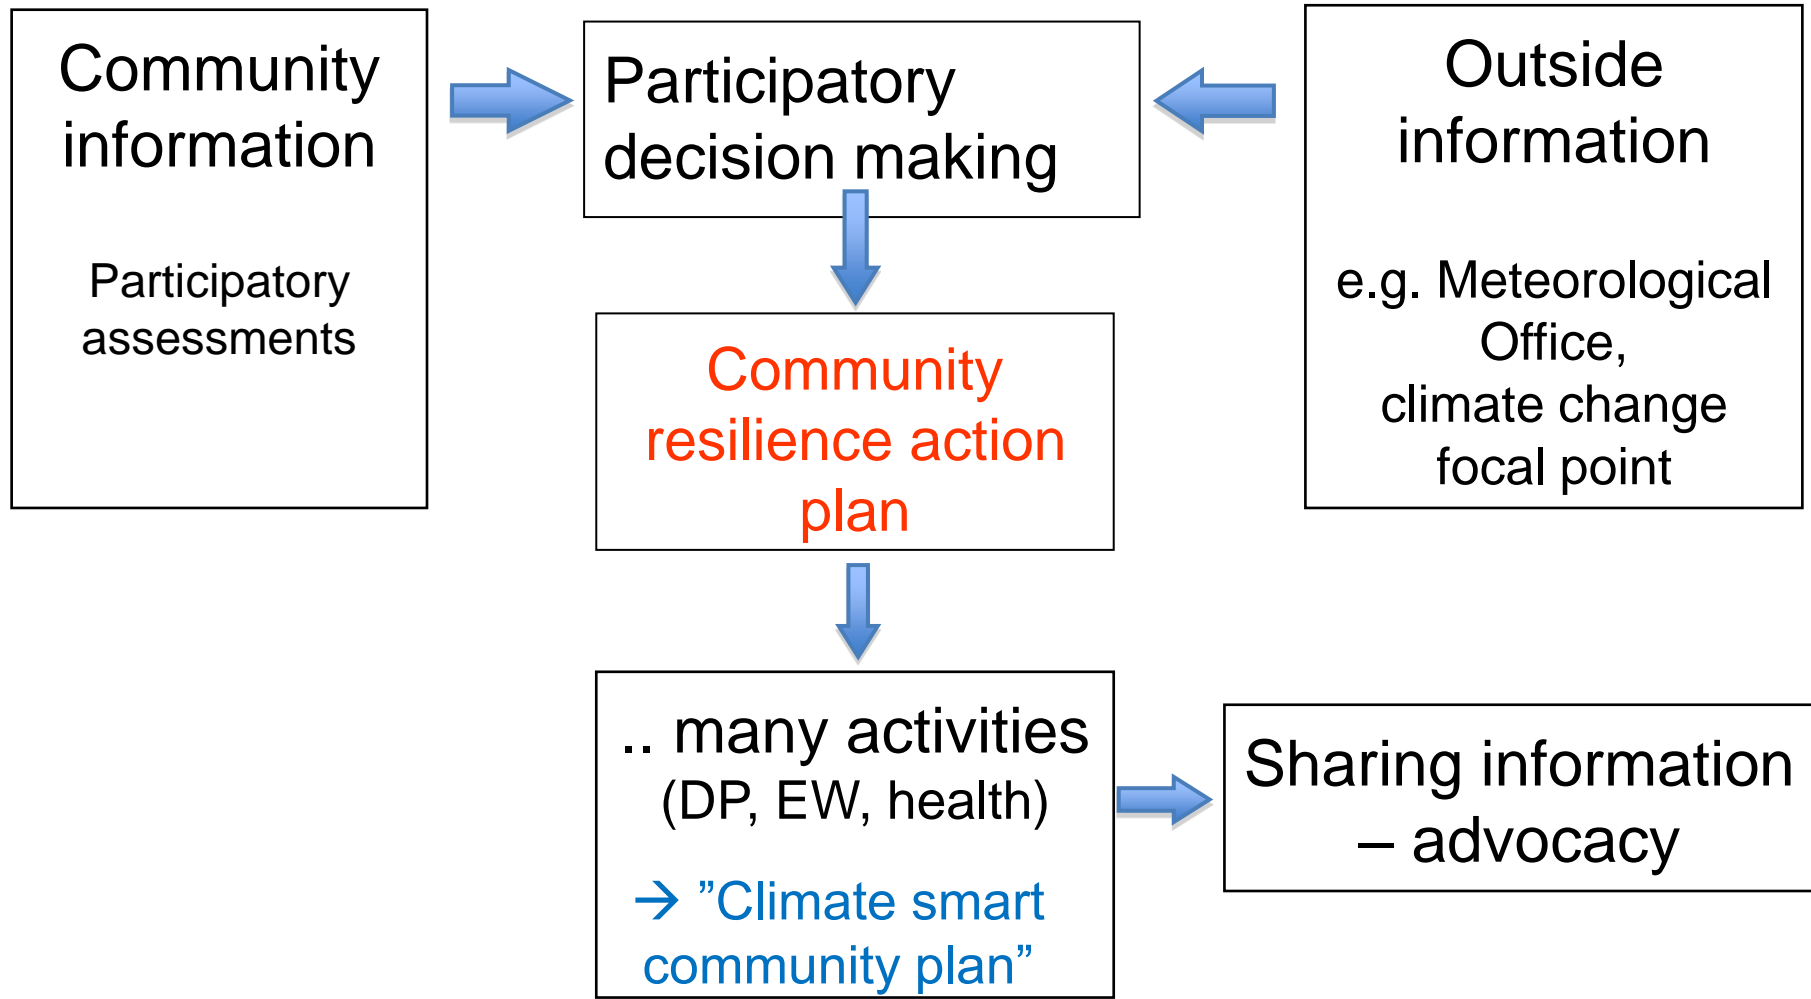 Community
information
Participatory
assessments
Participatory
decision making
Outside
information
e.g. Meteorological
Office,
climate change
focal point
Community
resilience action
plan
.. many activities
(DP, EW, health)
→ ”Climate smart
community plan”
Sharing information
– advocacy